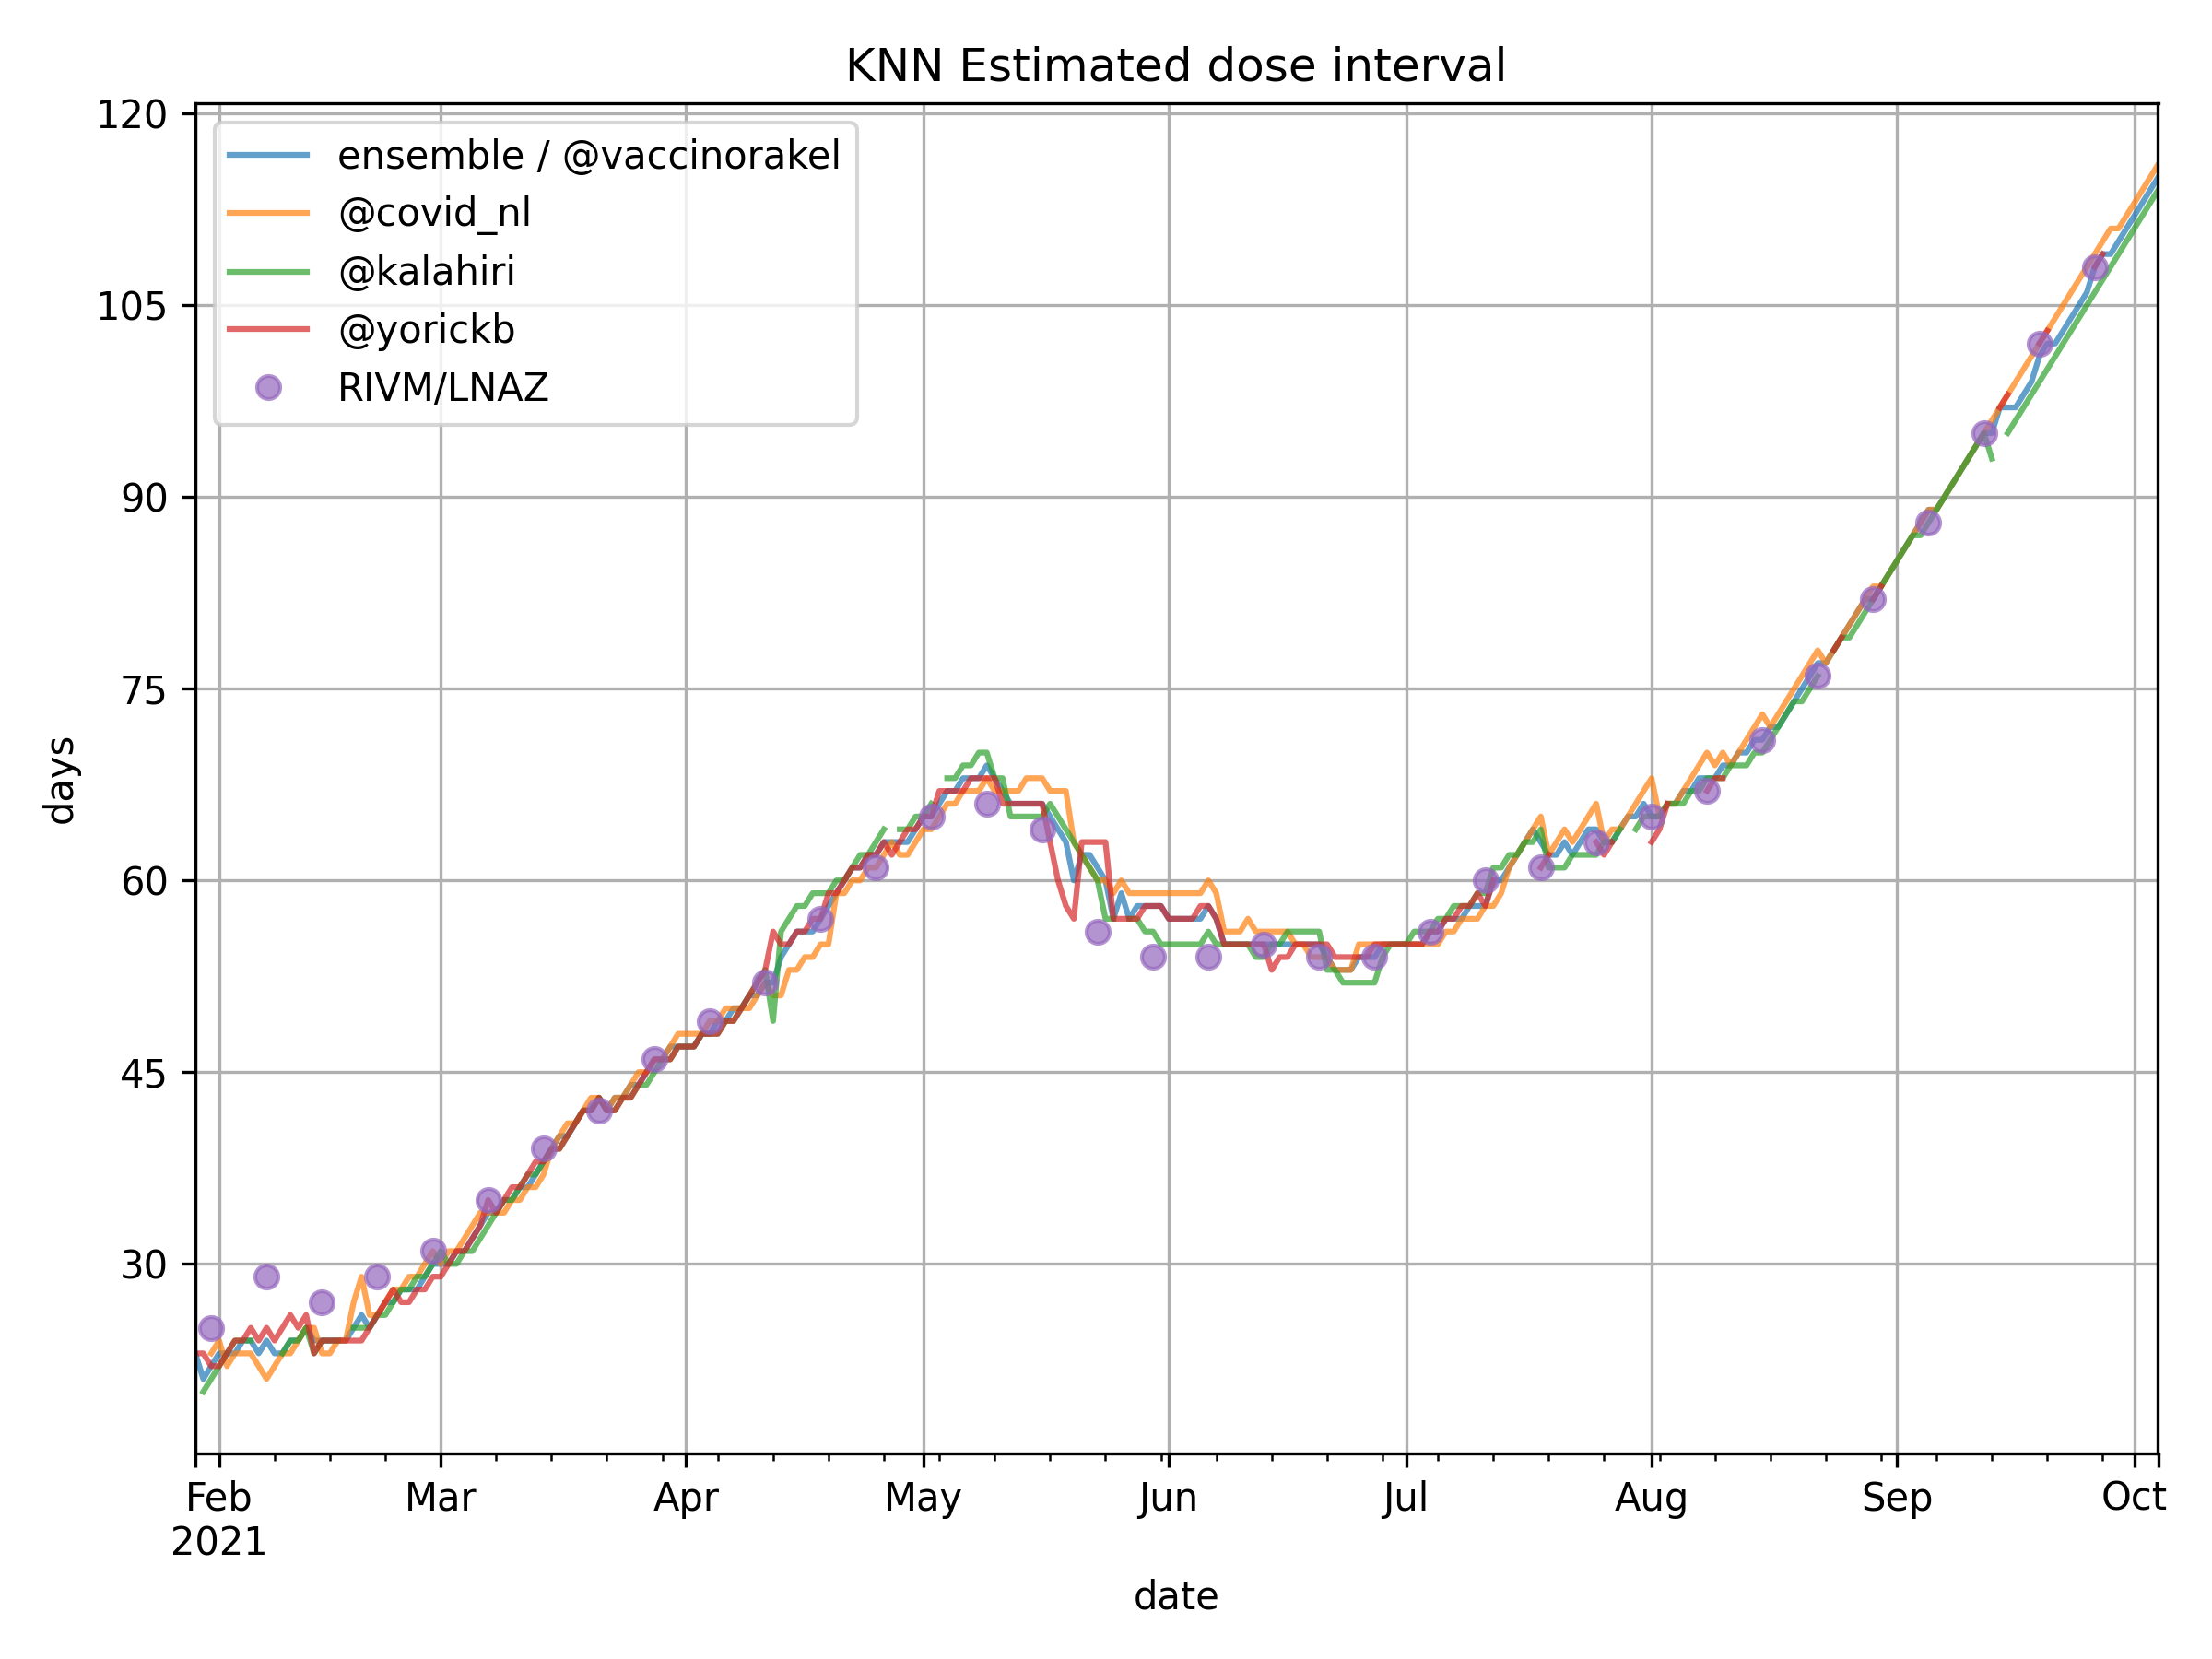 KNN Estimated dose interval
120
105
90
75
60
45
30
days
ensemble / @vaccinorakel
@covid_nl
@kalahiri
@yorickb
RIVM/LNAZ
Feb Mar Apr May Jun Jul Aug Sep Oct
2021
date